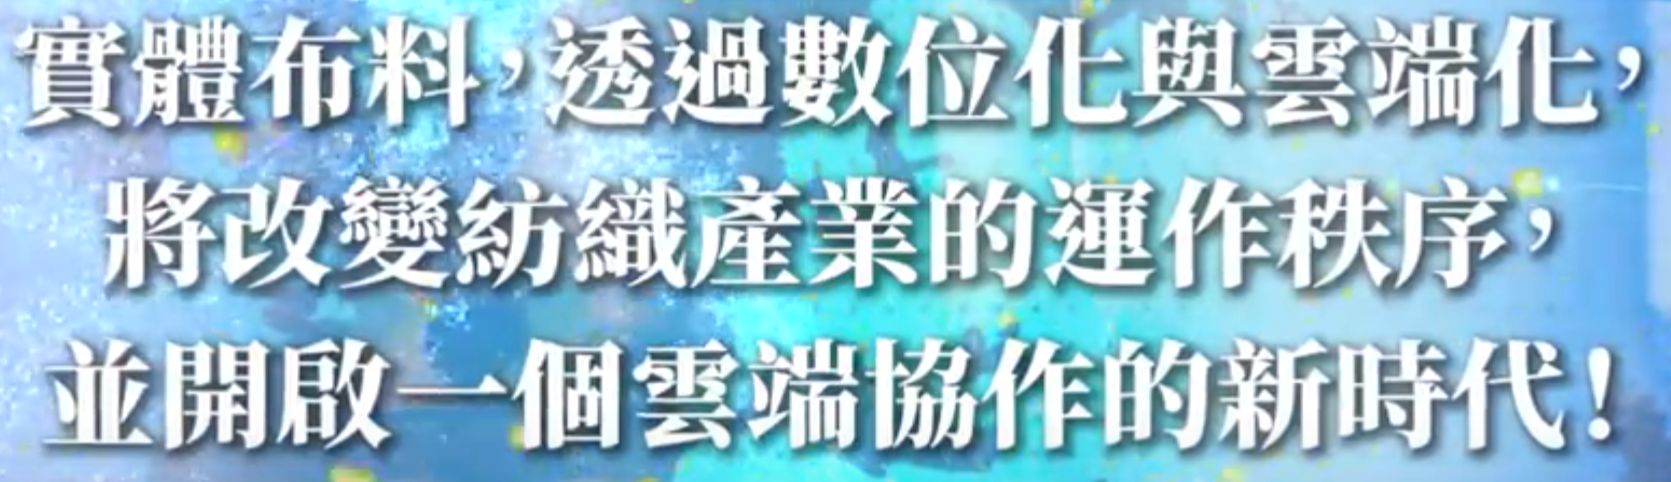 實體布料，透過數位化與雲端化，
將改變紡織產業的運作秩序，
並開啟一個雲端協作的新時代！